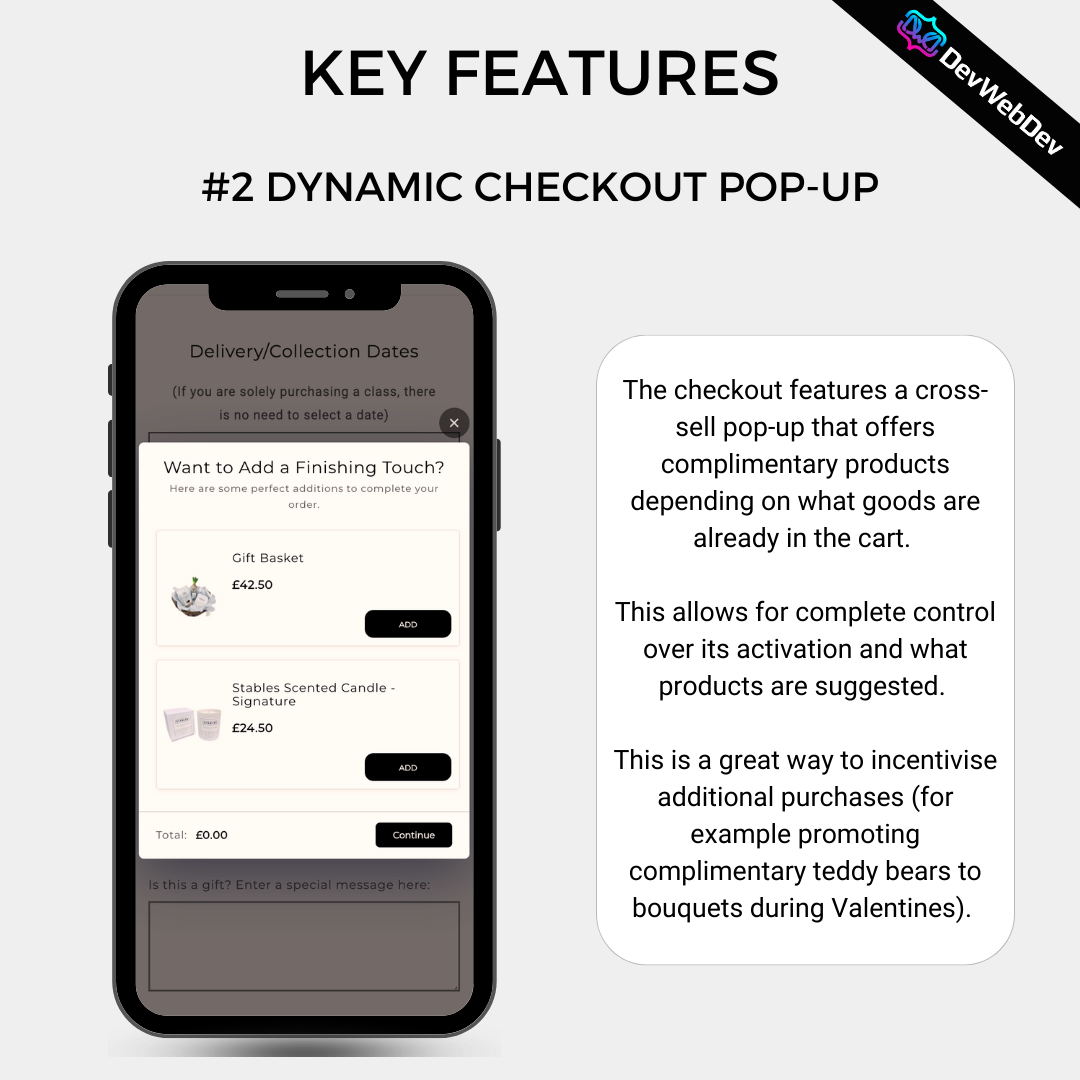 KEY FEATURES
DevWebDev
#2 DYNAMIC CHECKOUT POP-UP
Delivery/Collection Dates
(If you are solely purchasing a class, there
is no need to select a date)
Want to Add a Finishing Touch?
Here are some perfect additions to complete your
order.
Gift Basket
£42.50
ADD
Stables Scented Candle -
Signature
£24.50
ADD
Total: £0.00
Continue
Is this a gift? Enter a special message here:
The checkout features a cross-
sell pop-up that offers
complimentary products
depending on what goods are
already in the cart.
This allows for complete control
over its activation and what
products are suggested.
This is a great way to incentivise
additional purchases (for
example promoting
complimentary teddy bears to
bouquets during Valentines).